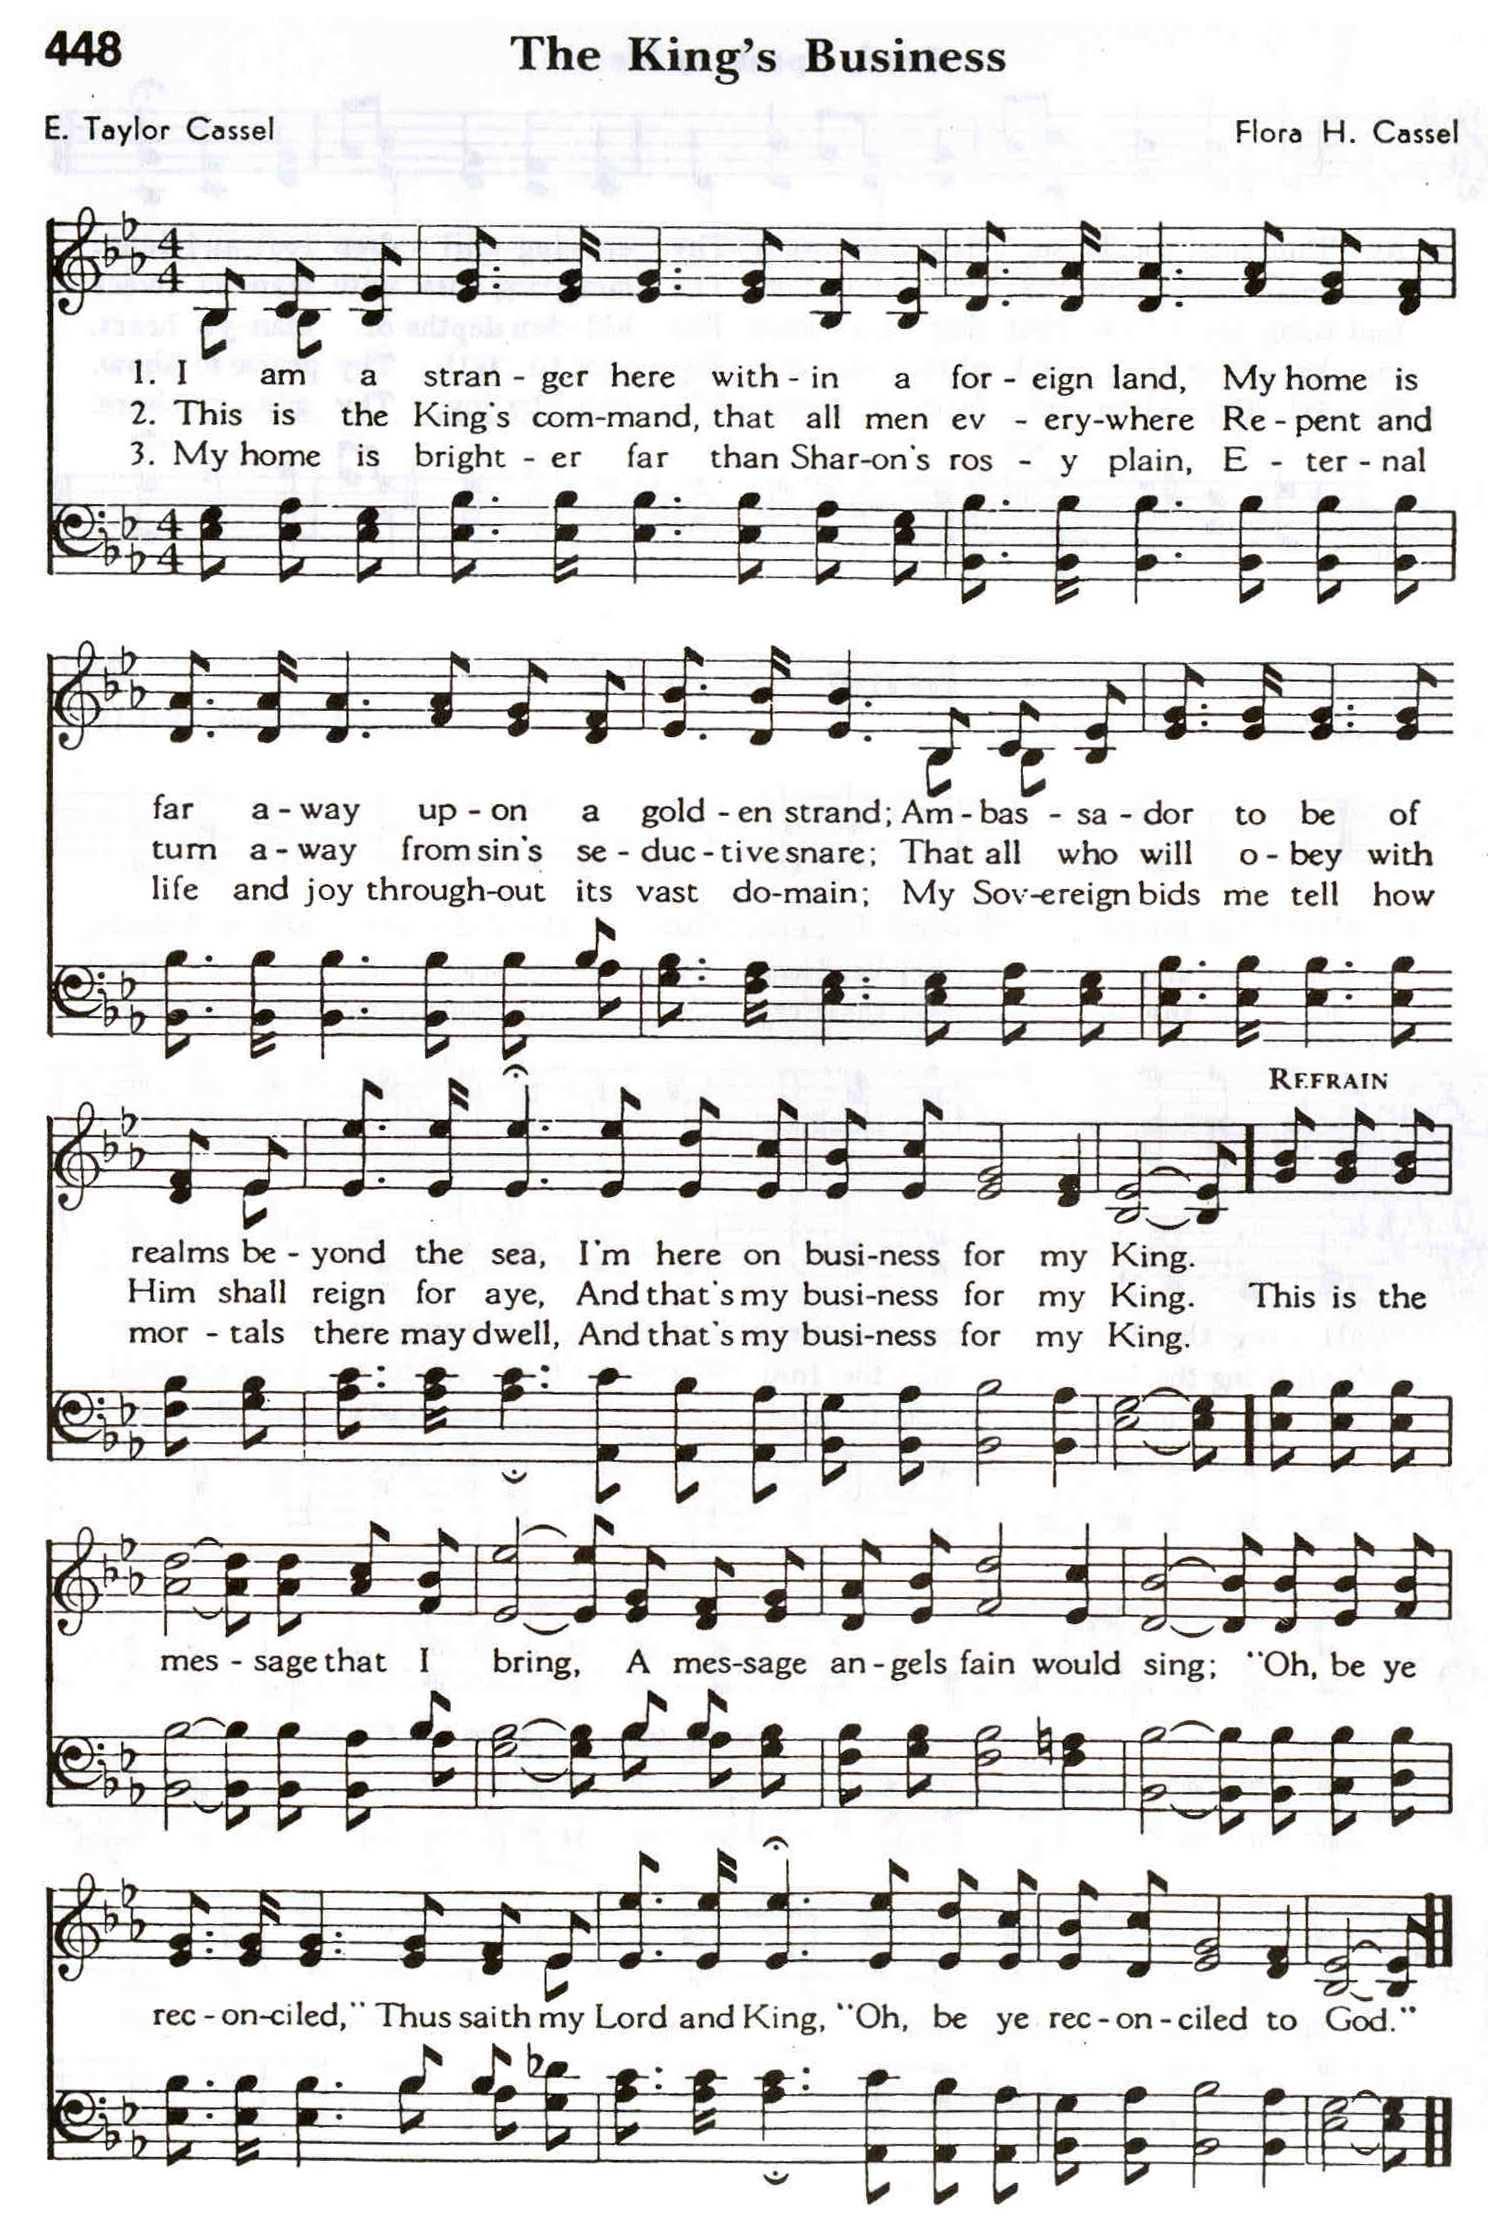 448
The King's Business
E. Taylor Cassel
Flora H. Cassel
1. I am a stran - ger here with - in a for - eign land, My home is
2. This is the King's com-mand, that all men ev - ery-where Re - pent and
3. My home is bright - er far than Shar-on's ros - y plain, E - ter - nal
far a - way up - on a gold - en strand; Am - bas - sa - dor to be of
turn a - way from sin's se - duc - tive snare; That all who will o - bey with
life and joy through-out its vast do-main; My Sov-ereign bids me tell how
REFRAIN
realms be - yond the sea, I'm here on busi-ness for my King.
Him shall reign for aye, And that's my busi-ness for my King. This is the
mor - tals there may dwell, And that's my busi-ness for my King.
mes - sage that I bring, A mes-sage an - gels fain would sing; "Oh, be ye
rec - on-ciled," Thus saith my Lord and King, "Oh, be ye rec - on - ciled to God."